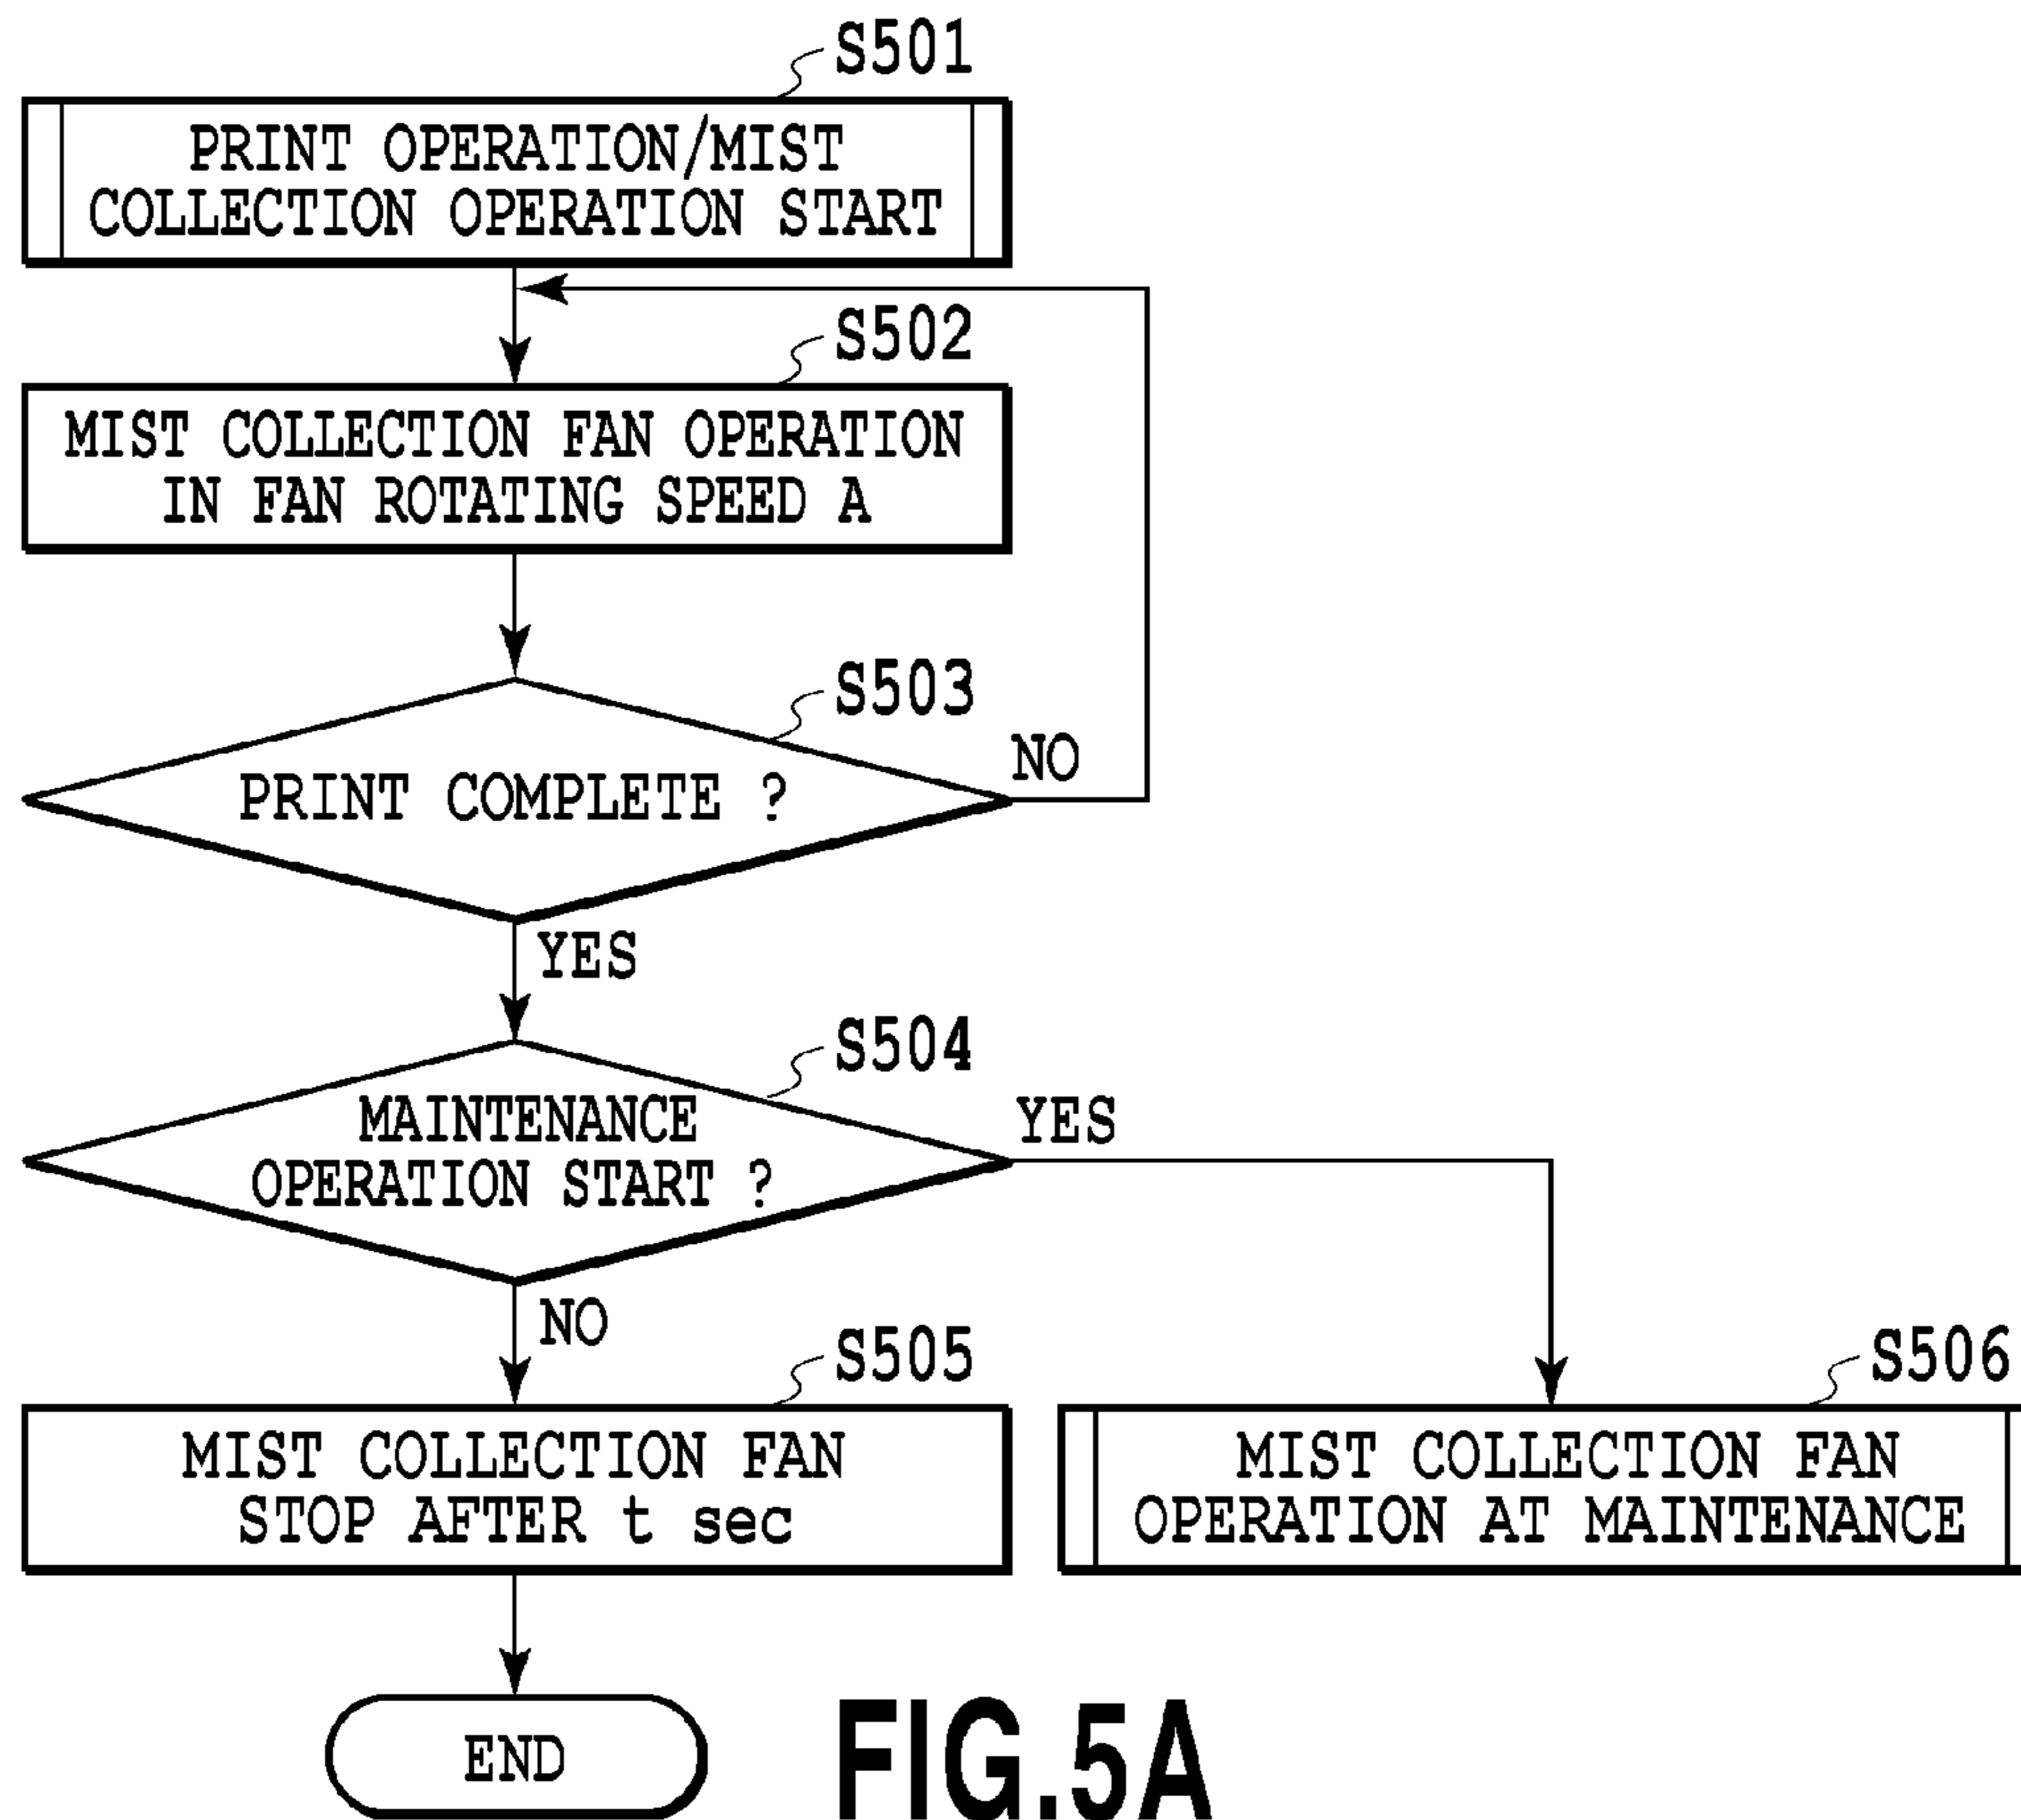 S501
PRINT OPERATION/MIST
COLLECTION OPERATION START
S502
MIST COLLECTION FAN OPERATION
IN FAN ROTATING SPEED A
S503
PRINT COMPLETE ?
NO
YES
S504
MAINTENANCE
OPERATION START ?
YES
NO
S505
MIST COLLECTION FAN
STOP AFTER t sec
S506
MIST COLLECTION FAN
OPERATION AT MAINTENANCE
END
FIG.5A